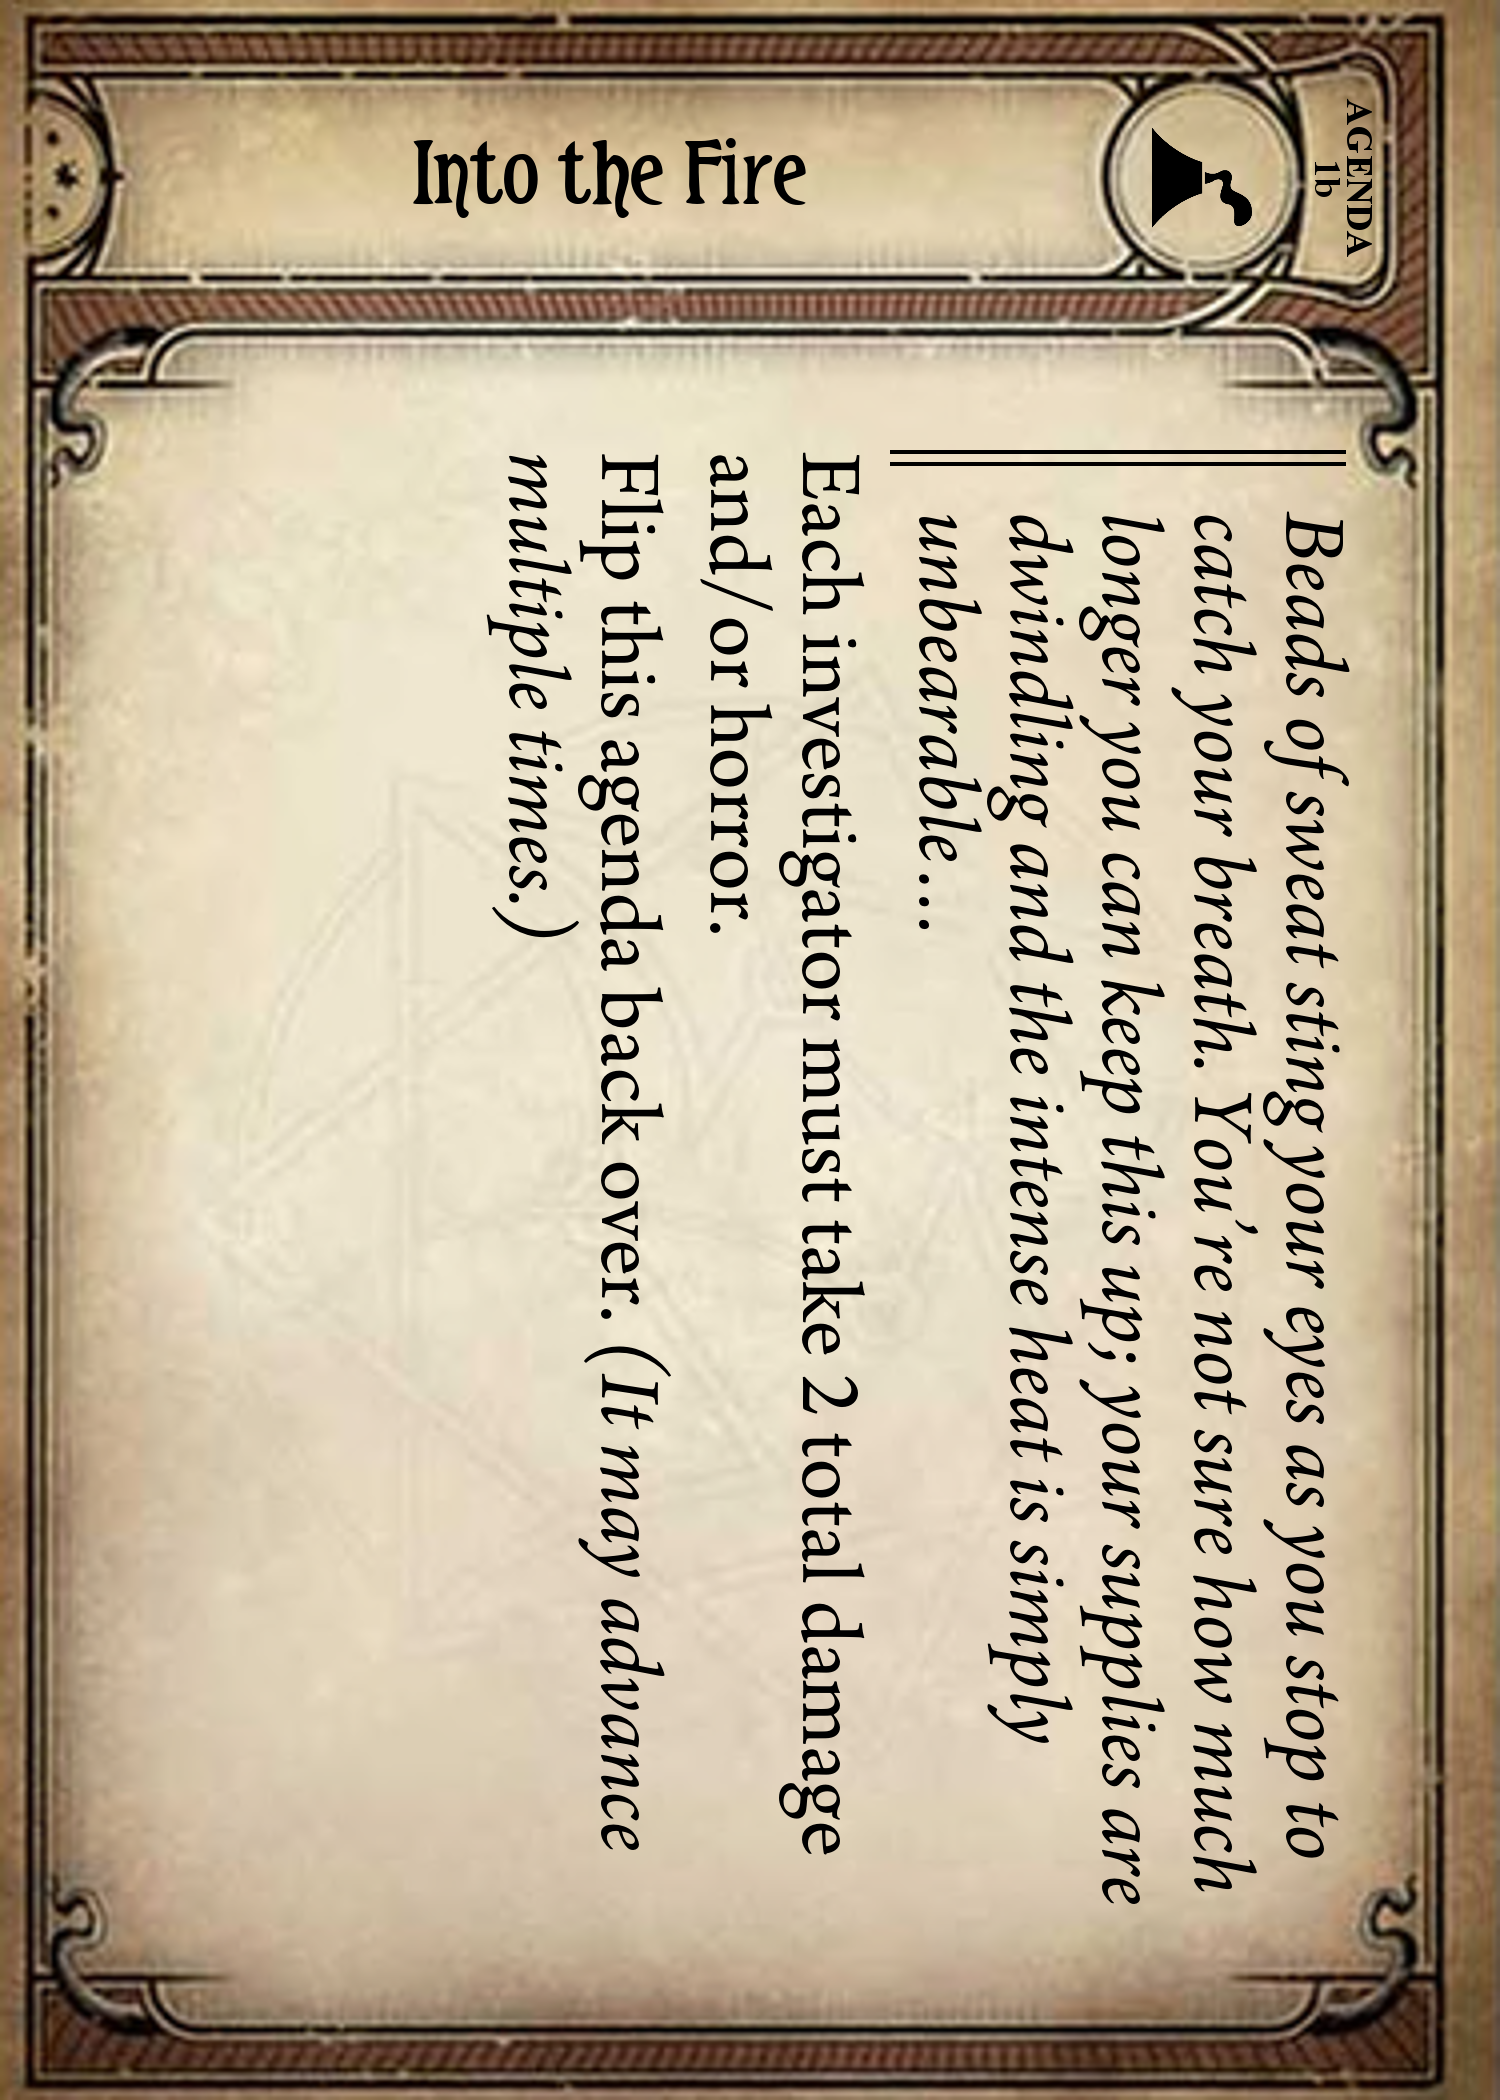 AGENDA
1b
Into the Fire
Beads of sweat sting your eyes as you stop to
catch your breath. You’re not sure how much
longer you can keep this up; your supplies are
dwindling and the intense heat is simply
unbearable…
Each investigator must take 2 total damage
and/or horror.
Flip this agenda back over. (It may advance
multiple times.)